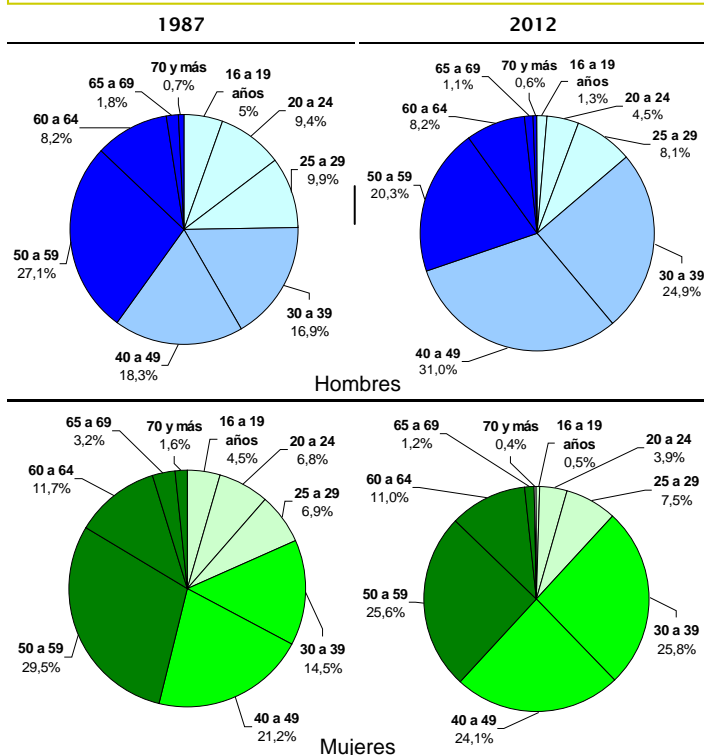 1987
2012
70 y más
0,7%
65 a 69
1,8%
60 a 64
8,2%
50 a 59
27,1%
40 a 49
18,3%
30 a 39
16,9%
25 a 29
9,9%
20 a 24
9,4%
16 a 19
años
5%
70 y más
0,6%
65 a 69
1,1%
60 a 64
8,2%
50 a 59
20,3%
40 a 49
31,0%
30 a 39
24,9%
25 a 29
8,1%
20 a 24
4,5%
16 a 19
años
1,3%
Hombres
70 y más
1,6%
65 a 69
3,2%
60 a 64
11,7%
50 a 59
29,5%
40 a 49
21,2%
30 a 39
14,5%
25 a 29
6,9%
20 a 24
6,8%
16 a 19
años
4,5%
70 y más
0,4%
65 a 69
1,2%
60 a 64
11,0%
50 a 59
25,6%
40 a 49
24,1%
30 a 39
25,8%
25 a 29
7,5%
20 a 24
3,9%
16 a 19
años
0,5%
Mujeres